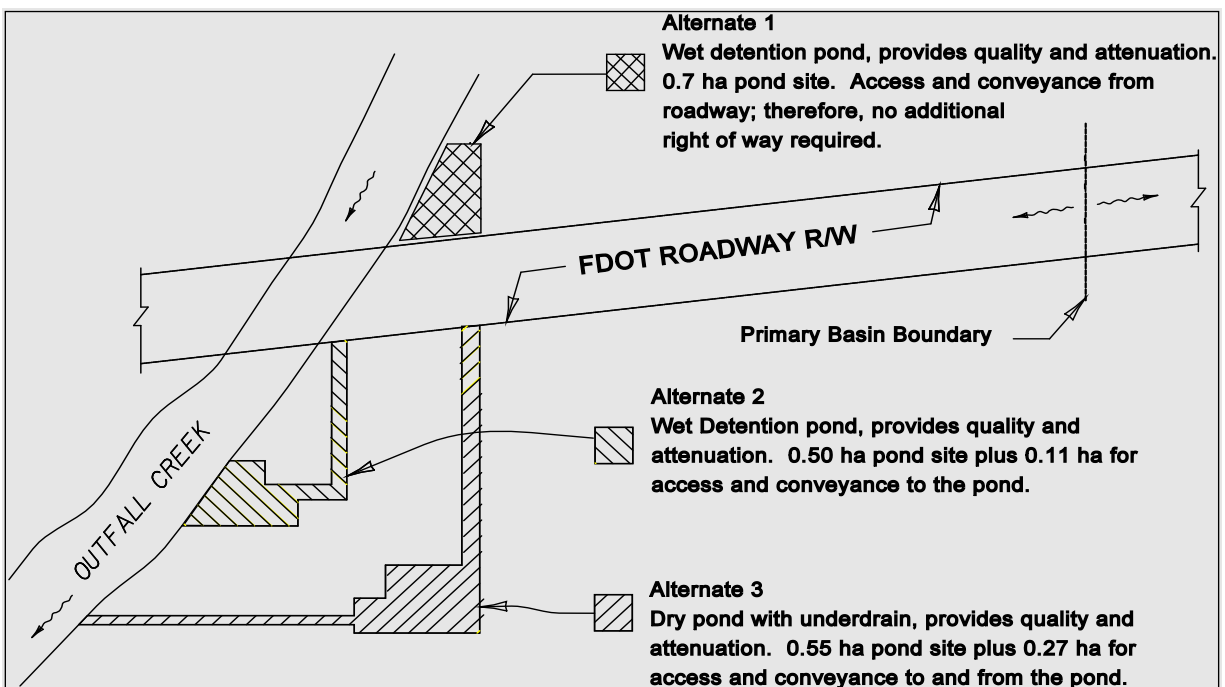 Alternate 1
Wet detention pond, provides quality and attenuation.
0.7 ha pond site. Access and conveyance from
roadway; therefore, no additional
right of way required.
FDOT ROADWAY R/W
Primary Basin Boundary
Alternate 2
Wet Detention pond, provides quality and
attenuation. 0.50 ha pond site plus 0.11 ha for
access and conveyance to the pond.
OUTFALL CREEK
Alternate 3
Dry pond with underdrain, provides quality and
attenuation. 0.55 ha pond site plus 0.27 ha for
access and conveyance to and from the pond.